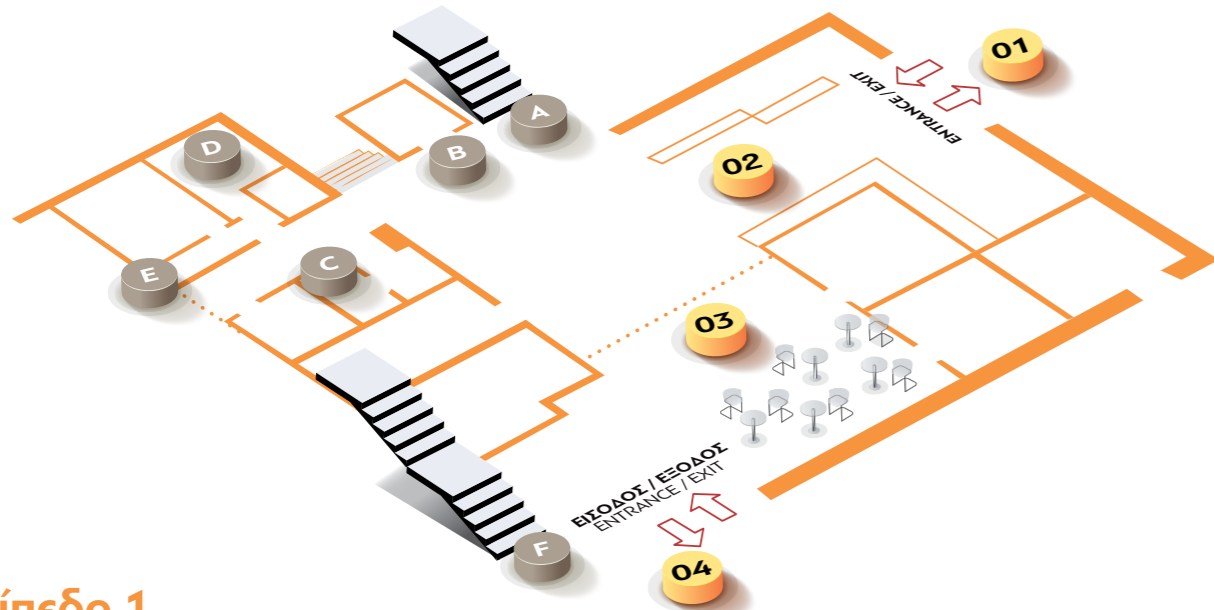 01
ENTRANCE / EXIT
A
B
D
02
C
E
03
ΕΙΣΟΔΟΣ / ΕΞΟΔΟΣ
ENTRANCE / EXIT
F
04
ίπεδο 1